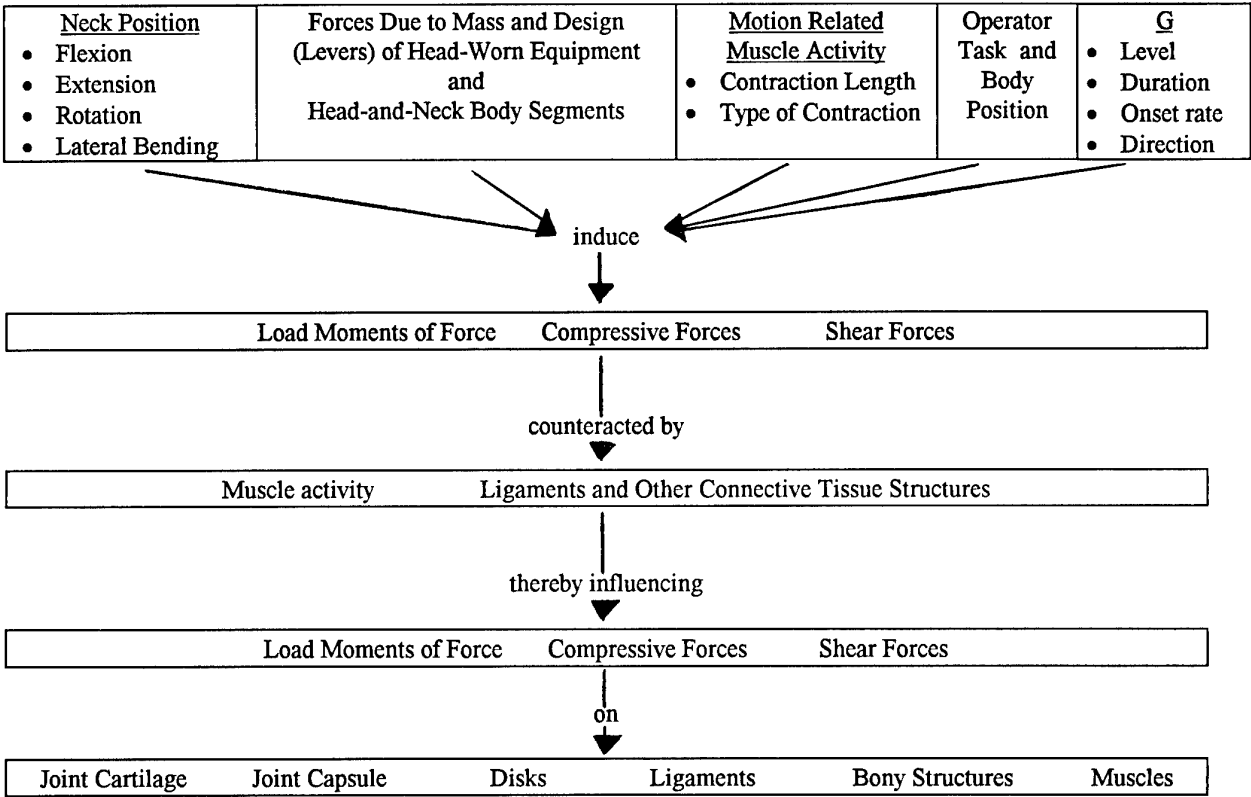 Neck Position
• Flexion
• Extension
• Rotation
• Lateral Bending
Forces Due to Mass and Design
(Levers) of Head-Worn Equipment
and
Head-and-Neck Body Segments
Motion Related
Muscle Activity
• Contraction Length
• Type of Contraction
Operator
Task and
Body
Position
G
• Level
• Duration
• Onset rate
• Direction
induce
Load Moments of Force Compressive Forces Shear Forces
counteracted by
Muscle activity Ligaments and Other Connective Tissue Structures
thereby influencing
Load Moments of Force Compressive Forces Shear Forces
on
Joint Cartilage Joint Capsule Disks Ligaments Bony Structures Muscles